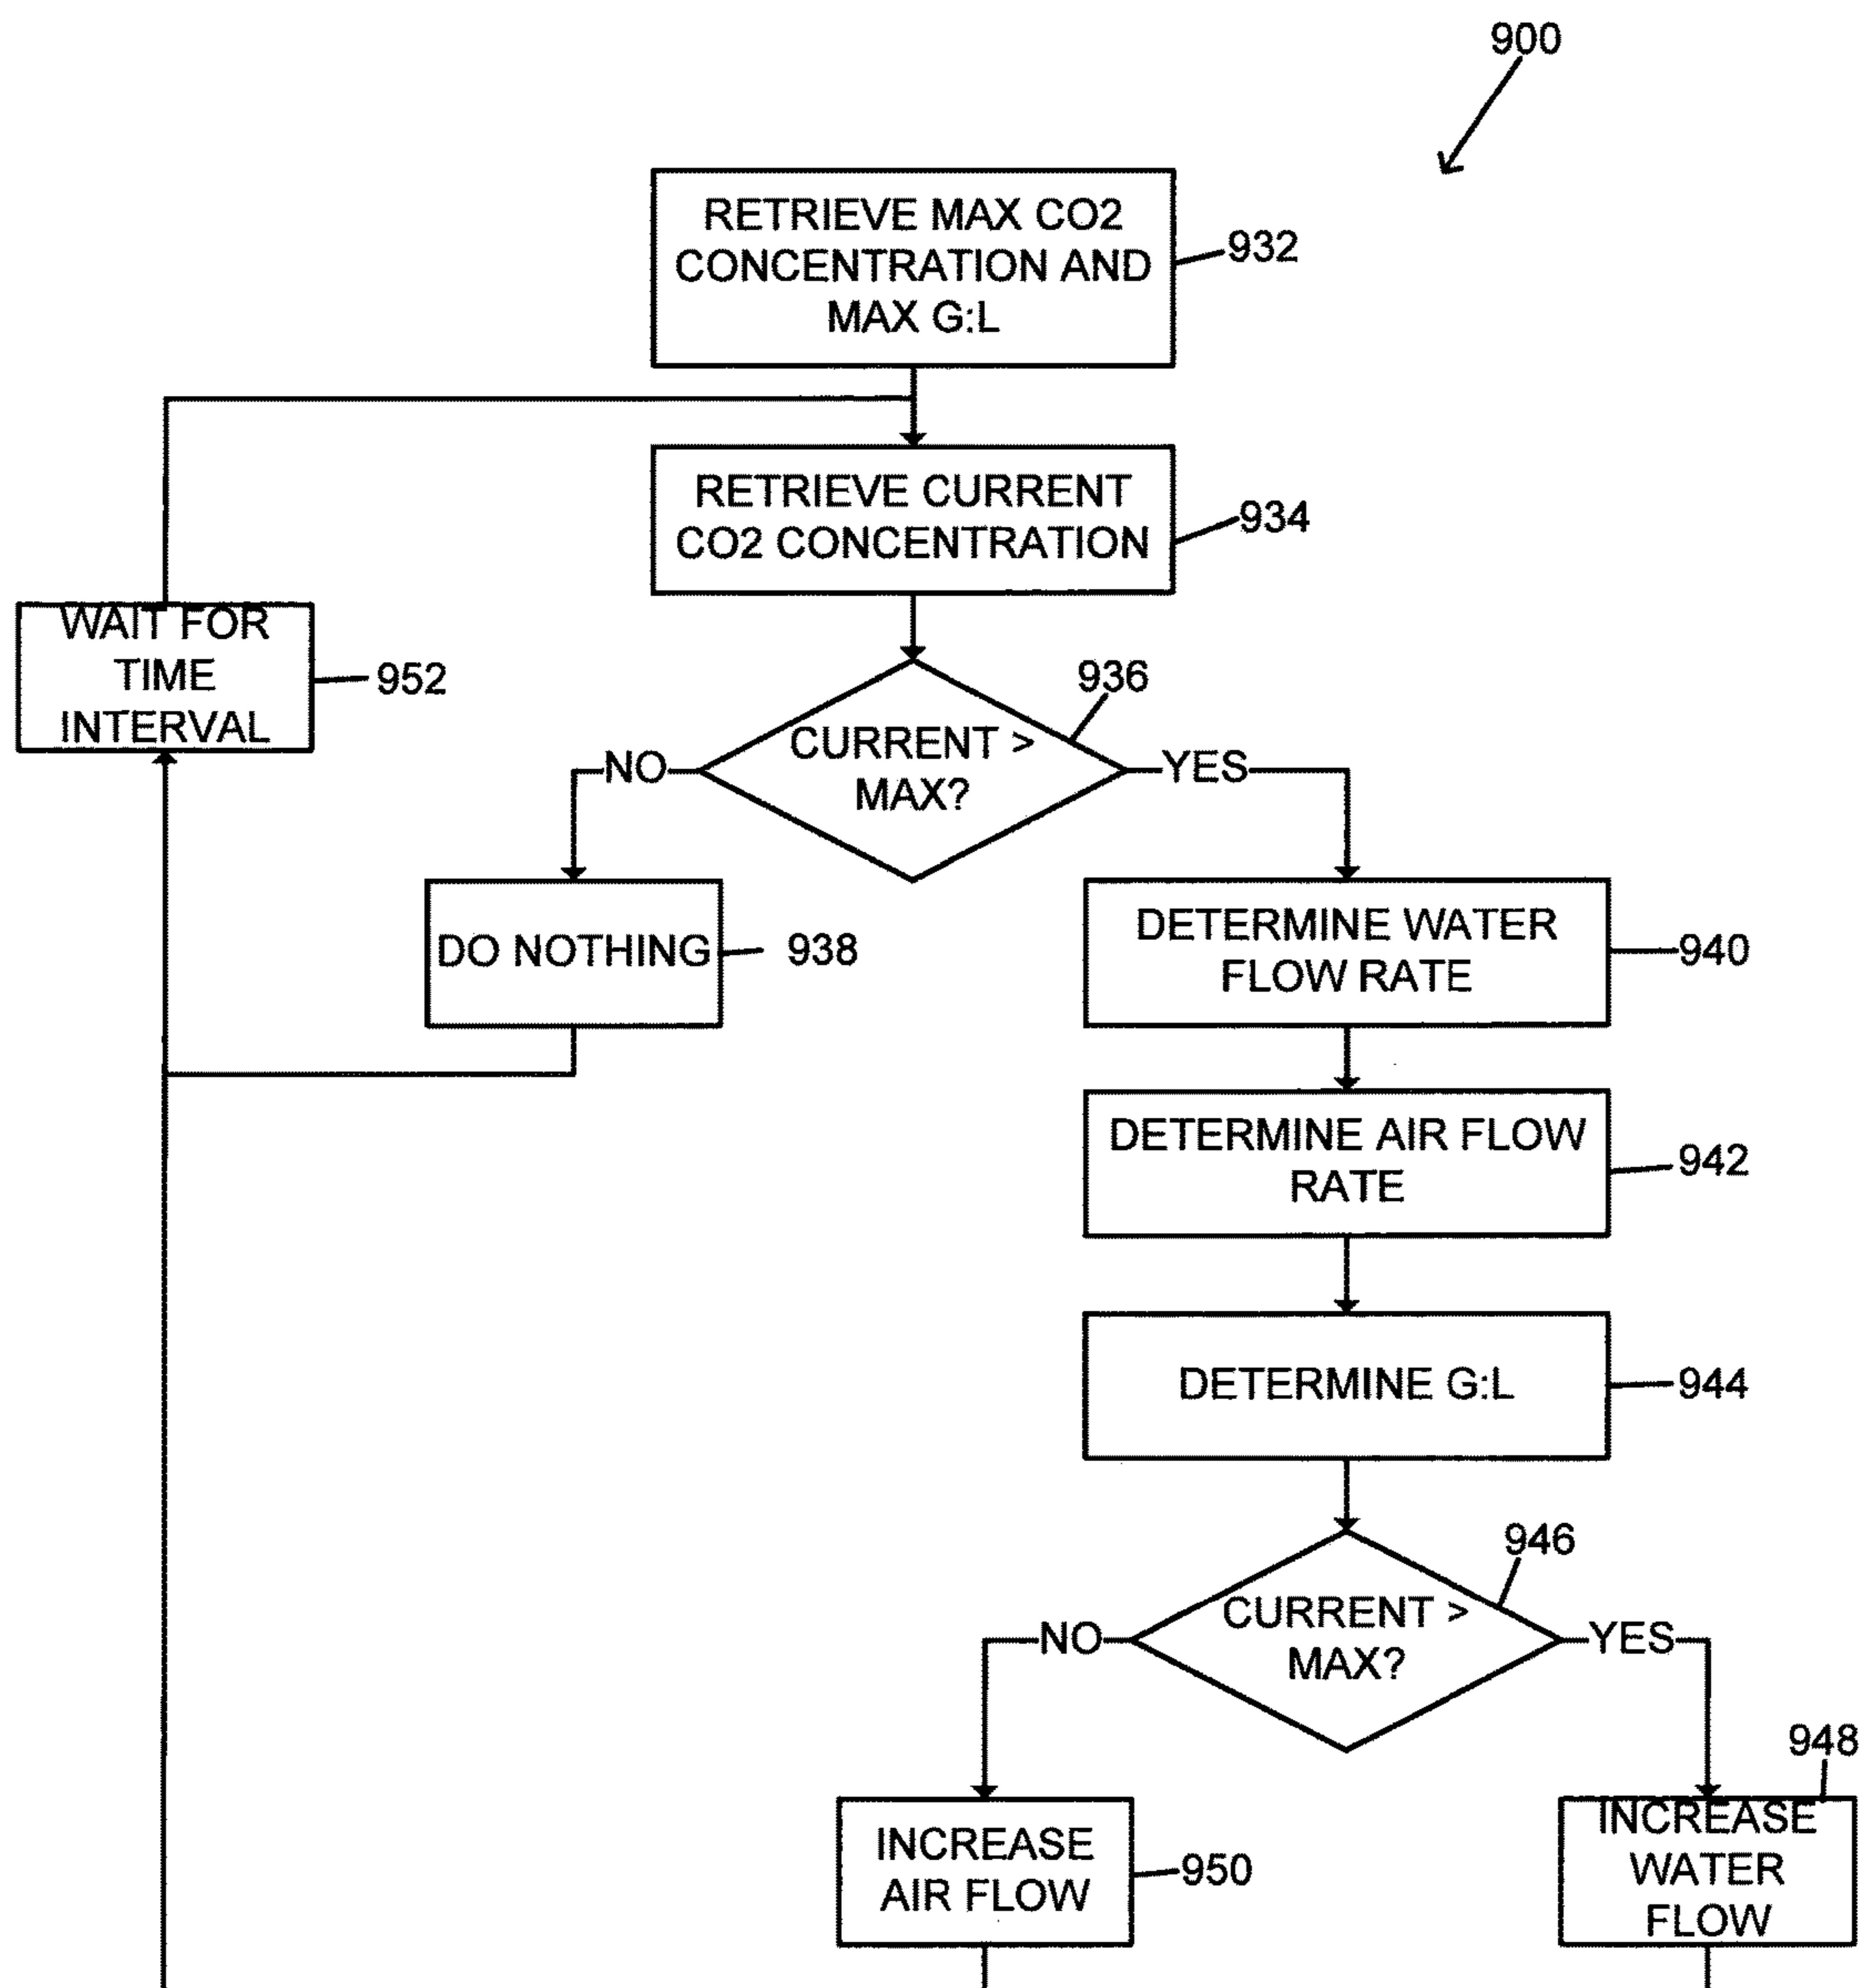 900
RETRIEVE MAX CO2
CONCENTRATION AND
MAX G:L
932
RETRIEVE CURRENT
CO2 CONCENTRATION
934
WAIT FOR
TIME
INTERVAL
952
936
CURRENT >
MAX?
NO
YES
DO NOTHING
938
DETERMINE WATER
FLOW RATE
940
DETERMINE AIR FLOW
RATE
942
DETERMINE G:L
944
946
CURRENT >
MAX?
NO
YES
948
INCREASE
AIR FLOW
950
INCREASE
WATER
FLOW